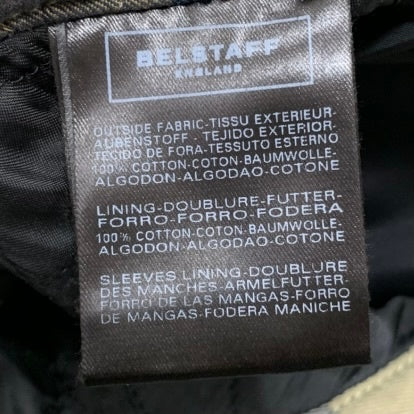 BELSTAFF
ENGLAND
OUTSIDE FABRIC-TISSU EXTERIEUR-
AUBENSTOFF - TEJIDO EXTERIOR-
TECIDO DE FORA-TESSUTO ESTERNO
100% COTTON-COTON-BAUMWOLLE-
ALGODON-ALGODAO-COTONE
LINING-DOUBLURE-FUTTER-
FORRO-FORRO-FODERA
100% COTTON-COTON-BAUMWOLLE-
ALGODON-ALGODAO-COTONE
SLEEVES LINING-DOUBLURE
DES MANCHES-ARMELFUTTER-
FORRO DE LAS MANGAS-FORRO
DE MANGAS-FODERA MANICHE